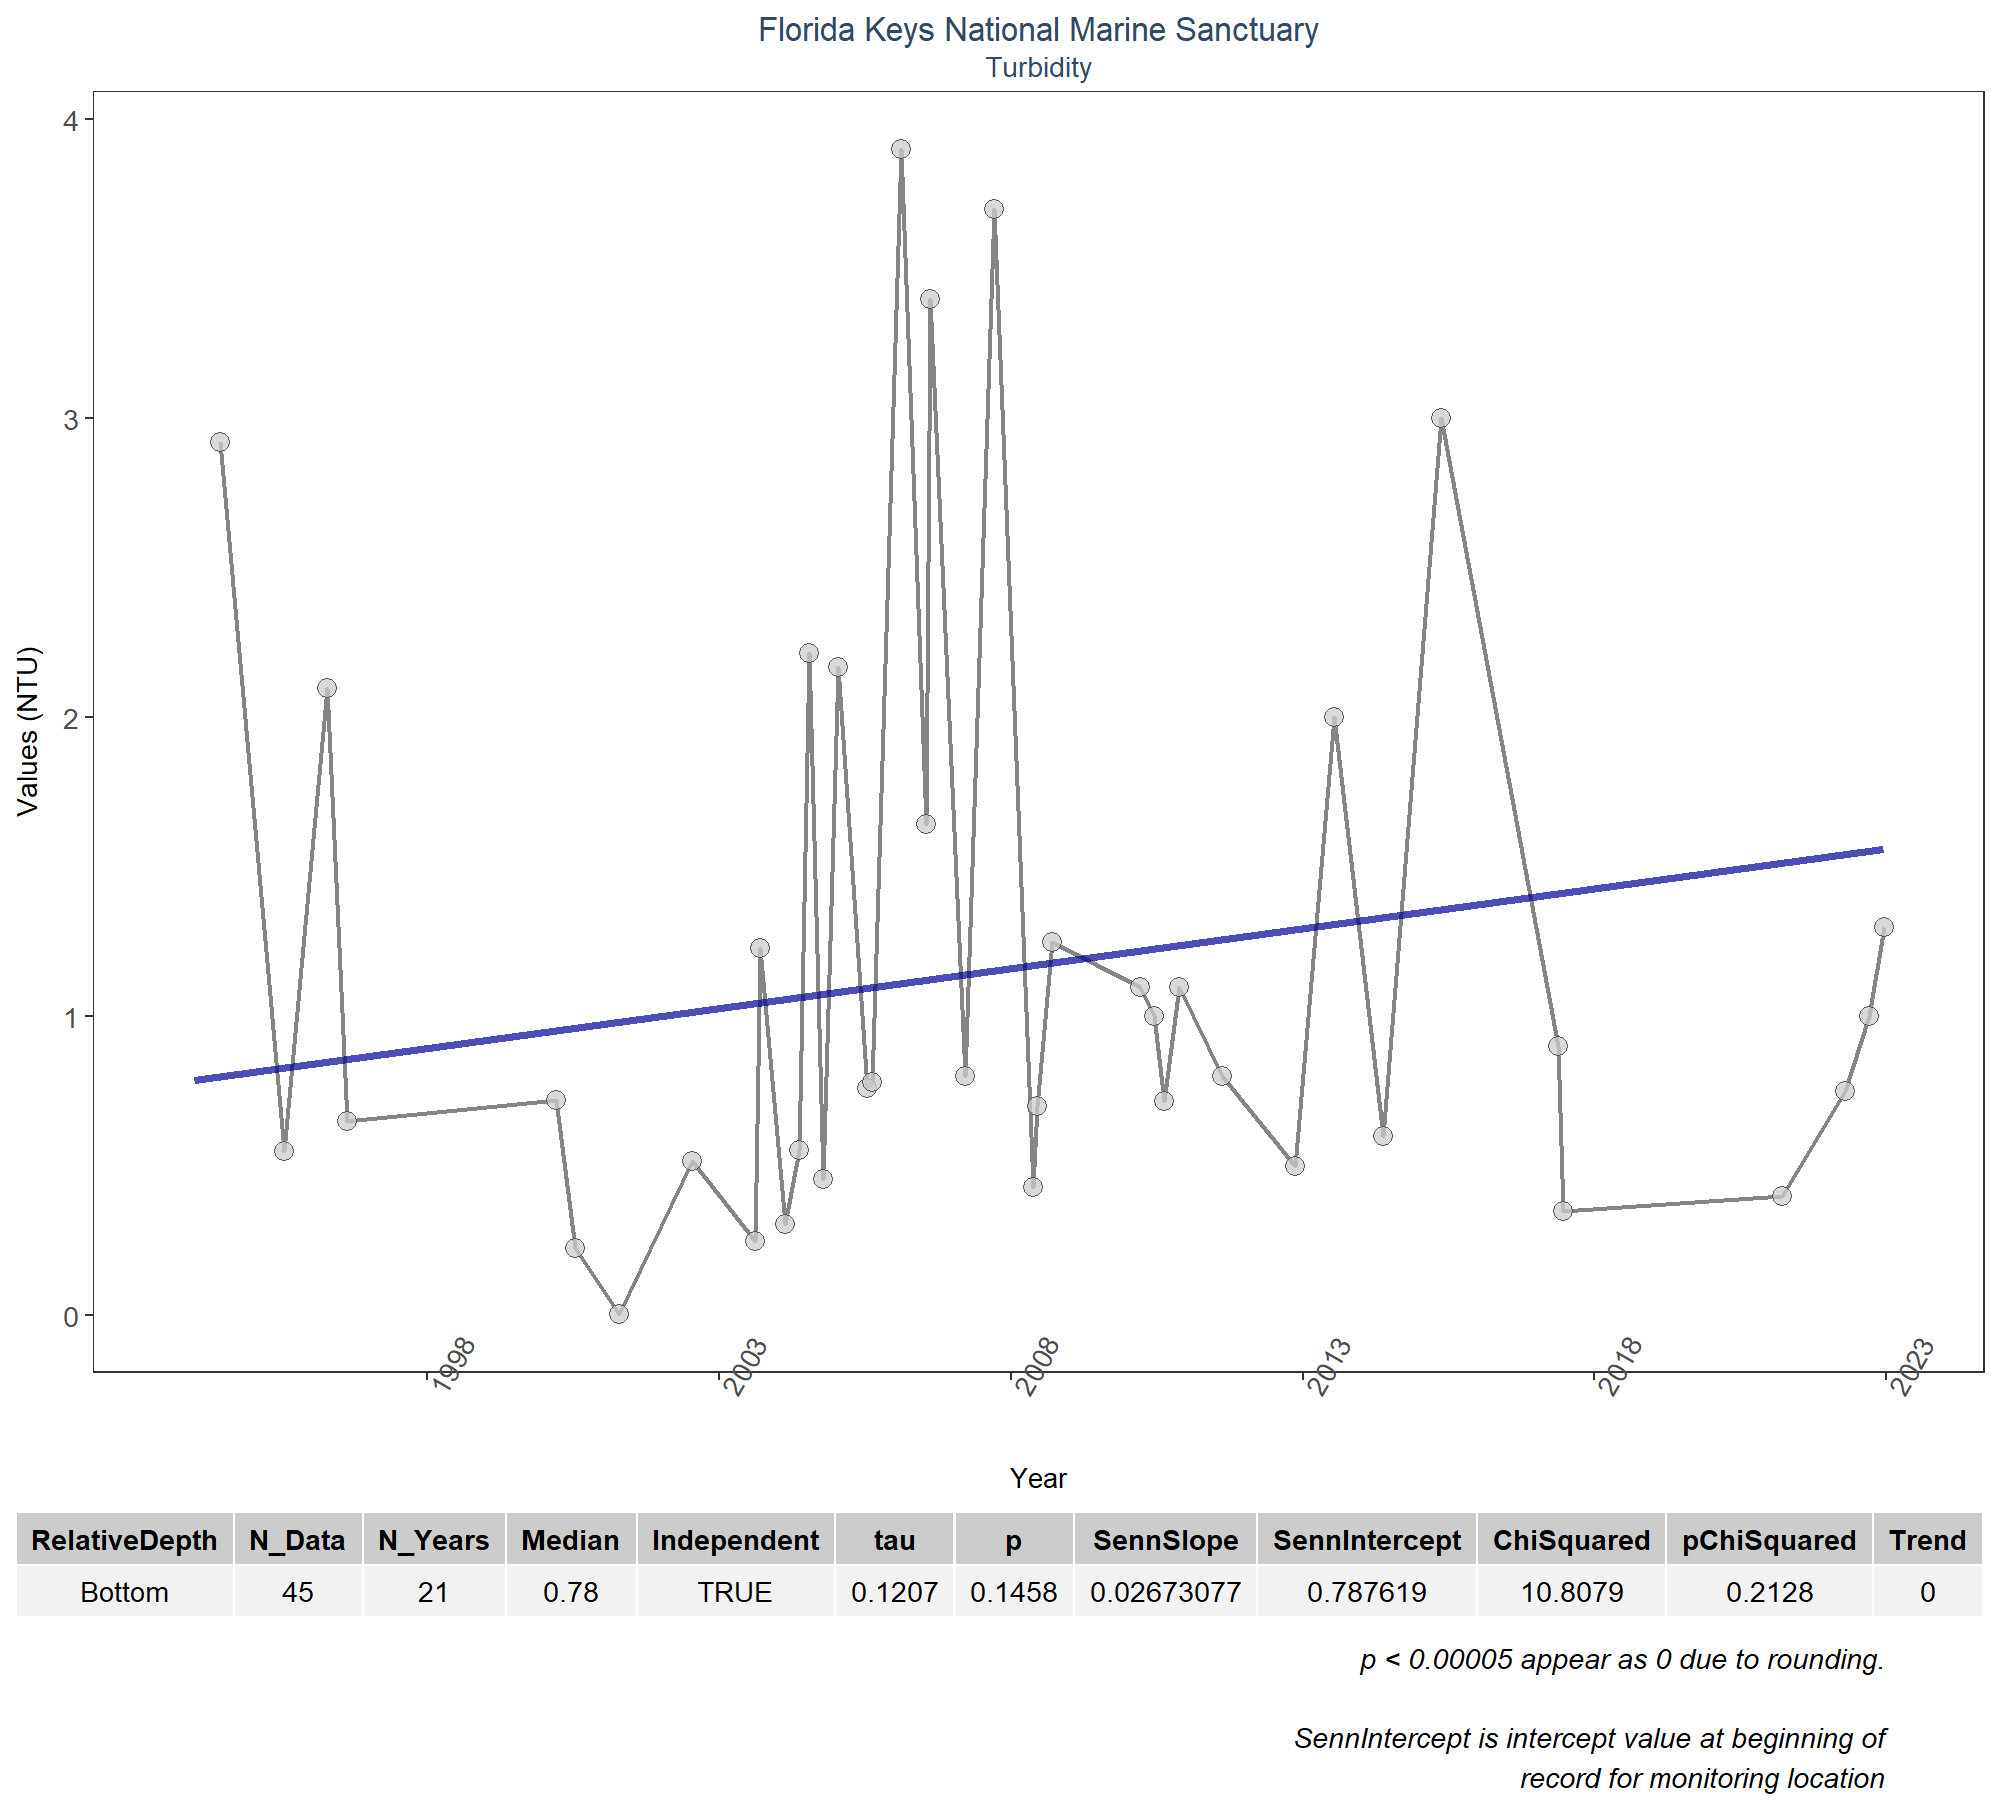 Florida Keys National Marine Sanctuary
Turbidity
Values (NTU)
4
3
2
1
0
1998 2003 2008 2013 2018 2023
Year
RelativeDepth N_Data N_Years Median Independent tau p SennSlope SennIntercept ChiSquared pChiSquared Trend
Bottom 45 21 0.78 TRUE 0.1207 0.1458 0.02673077 0.787619 10.8079 0.2128 0
p < 0.00005 appear as 0 due to rounding.
SennIntercept is intercept value at beginning of
record for monitoring location